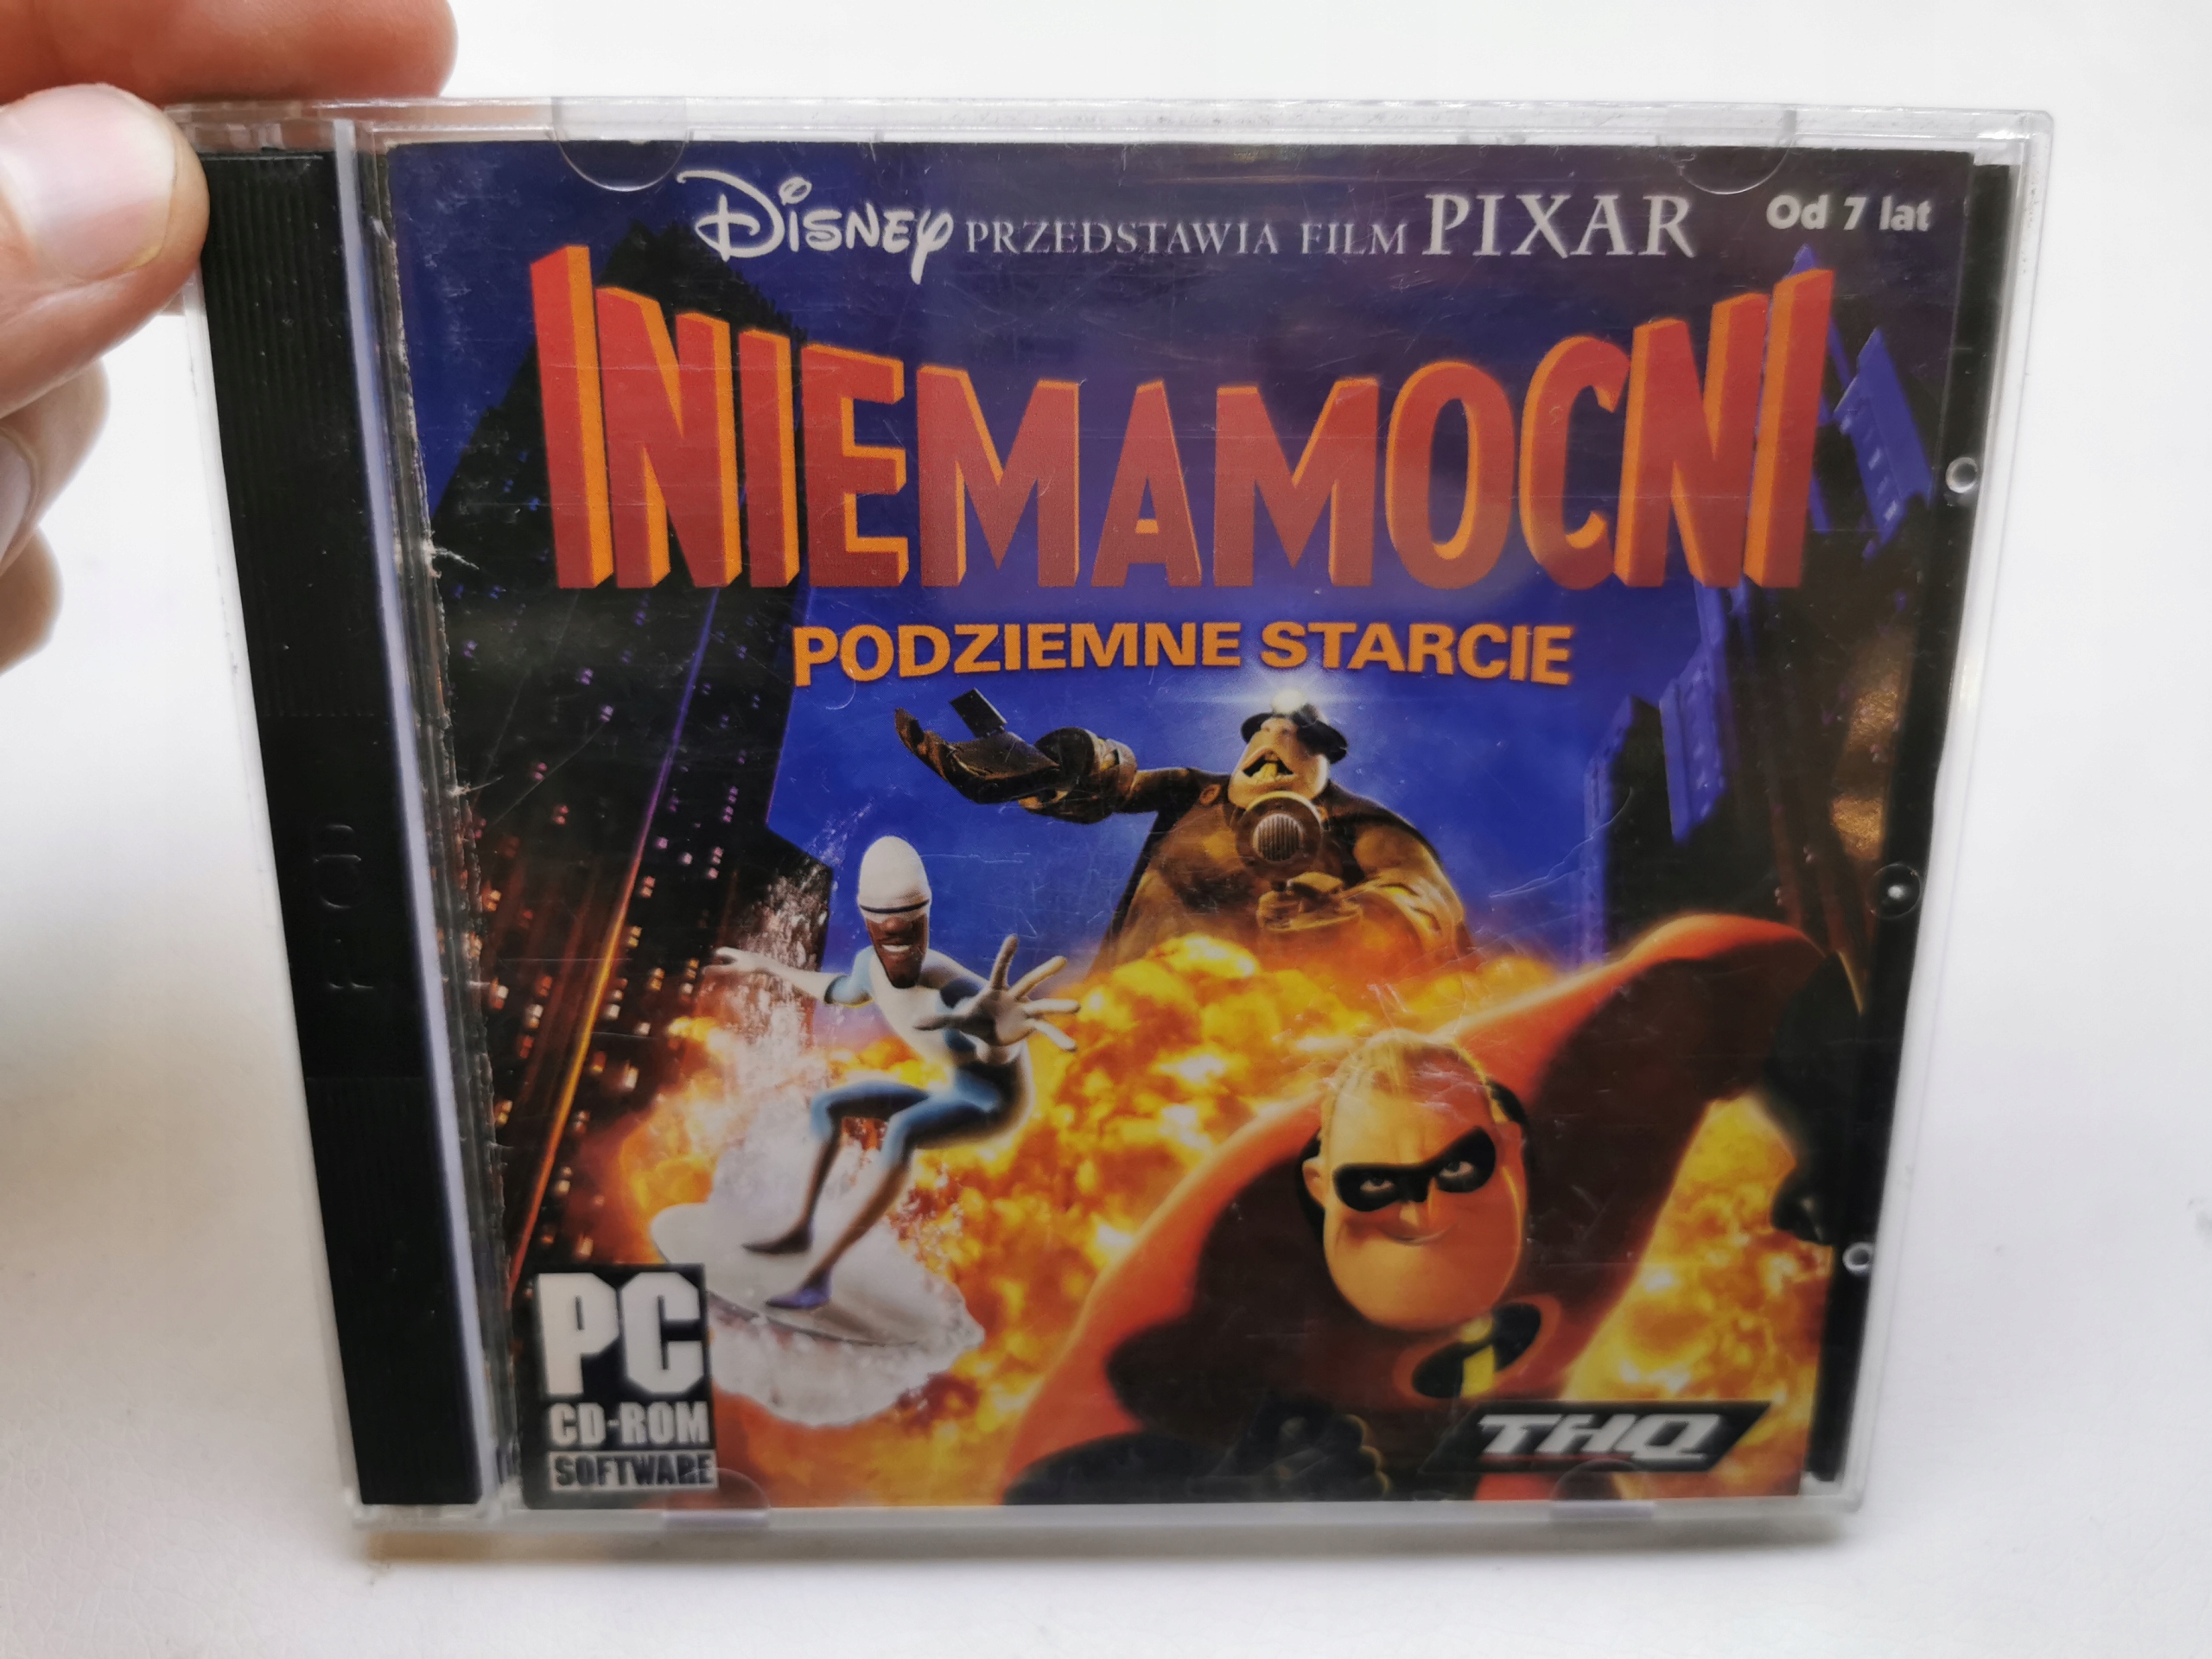 DISNEY PRZEDSTAWIA FILM PIXAR
Od 7 lat
INIEMAMOCNI
PODZIEMNE STARCIE
PC
CD-ROM
SOFTWARE
THQ